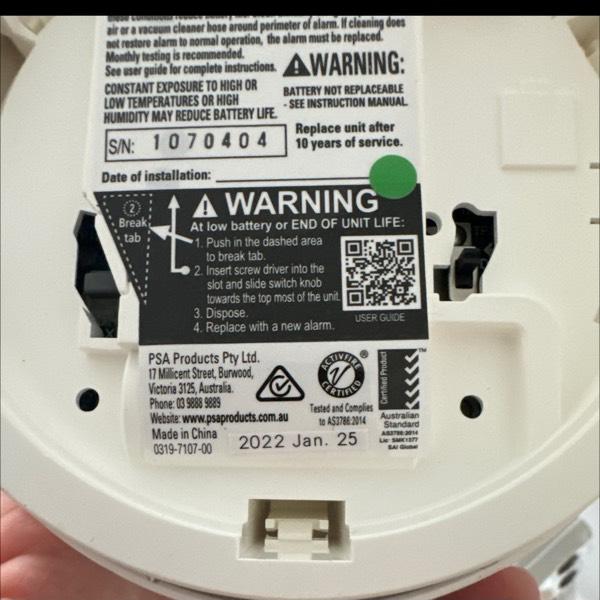 air or a vacuum cleaner hose around perimeter of alarm. If cleaning does
not restore alarm to normal operation, the alarm must be replaced.
Monthly testing is recommended.
See user guide for complete instructions.
CONSTANT EXPOSURE TO HIGH OR
LOW TEMPERATURES OR HIGH
HUMIDITY MAY REDUCE BATTERY LIFE.
WARNING:
BATTERY NOT REPLACEABLE
- SEE INSTRUCTION MANUAL
S/N: 1070404
Replace unit after
10 years of service.
Date of installation:
2
Break
tab
WARNING
At low battery or END OF UNIT LIFE:
1. Push in the dashed area
to break tab.
2. Insert screw driver into the
slot and slide switch knob
towards the top most of the unit.
3. Dispose.
4. Replace with a new alarm.
USER GUIDE
PSA Products Pty Ltd.
17 Millicent Street, Burwood,
Victoria 3125, Australia.
Phone: 03 9888 9889
Website: www.psaproducts.com.au
Made in China
0319-7107-00
2022 Jan. 25
ACTIVFIRE
CERTIFIED
®
Tested and Complies
to AS3786:2014
Certified Product
TM
Australian
Standard
AS3786:2014
Lic: SMK1377
SAI Global